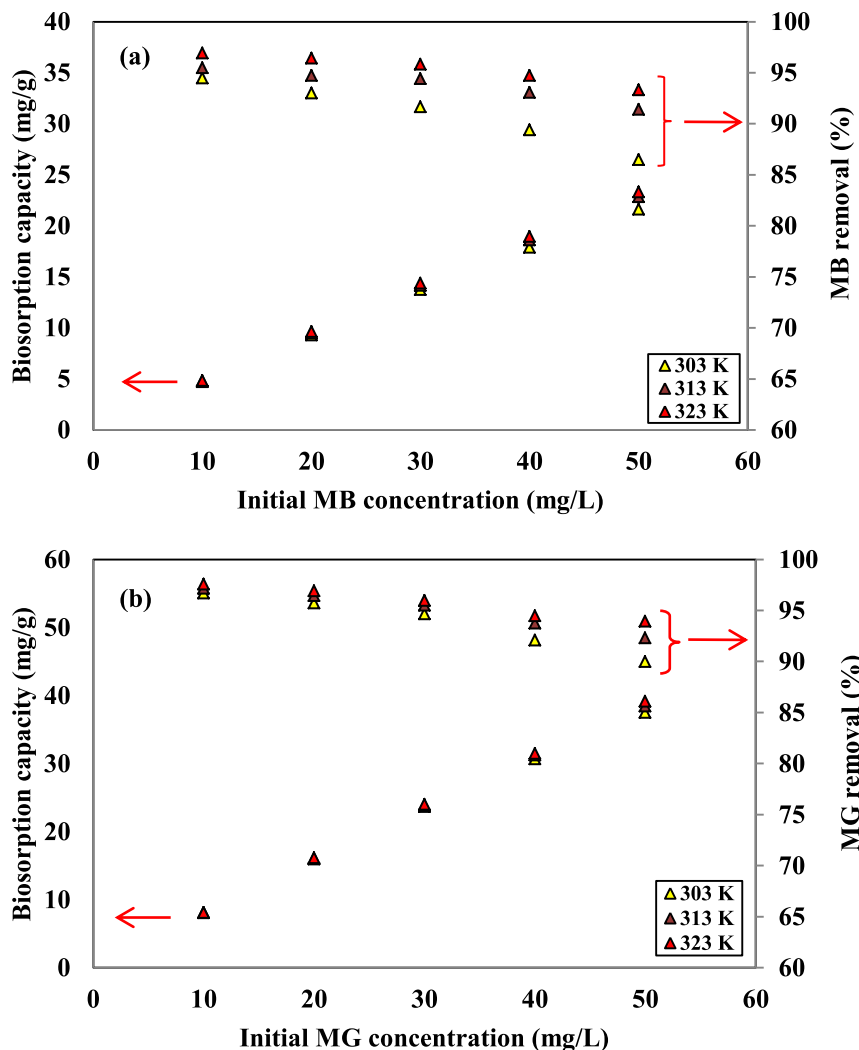 (a)
Biosorption capacity (mg/g)
40
35
30
25
20
15
10
5
0
100
95
90
85
80
75
70
65
60
MB removal (%)
303 K
313 K
323 K
0 10 20 30 40 50 60
Initial MB concentration (mg/L)
(b)
Biosorption capacity (mg/g)
60
50
40
30
20
10
0
100
95
90
85
80
75
70
65
60
MG removal (%)
303 K
313 K
323 K
0 10 20 30 40 50 60
Initial MG concentration (mg/L)